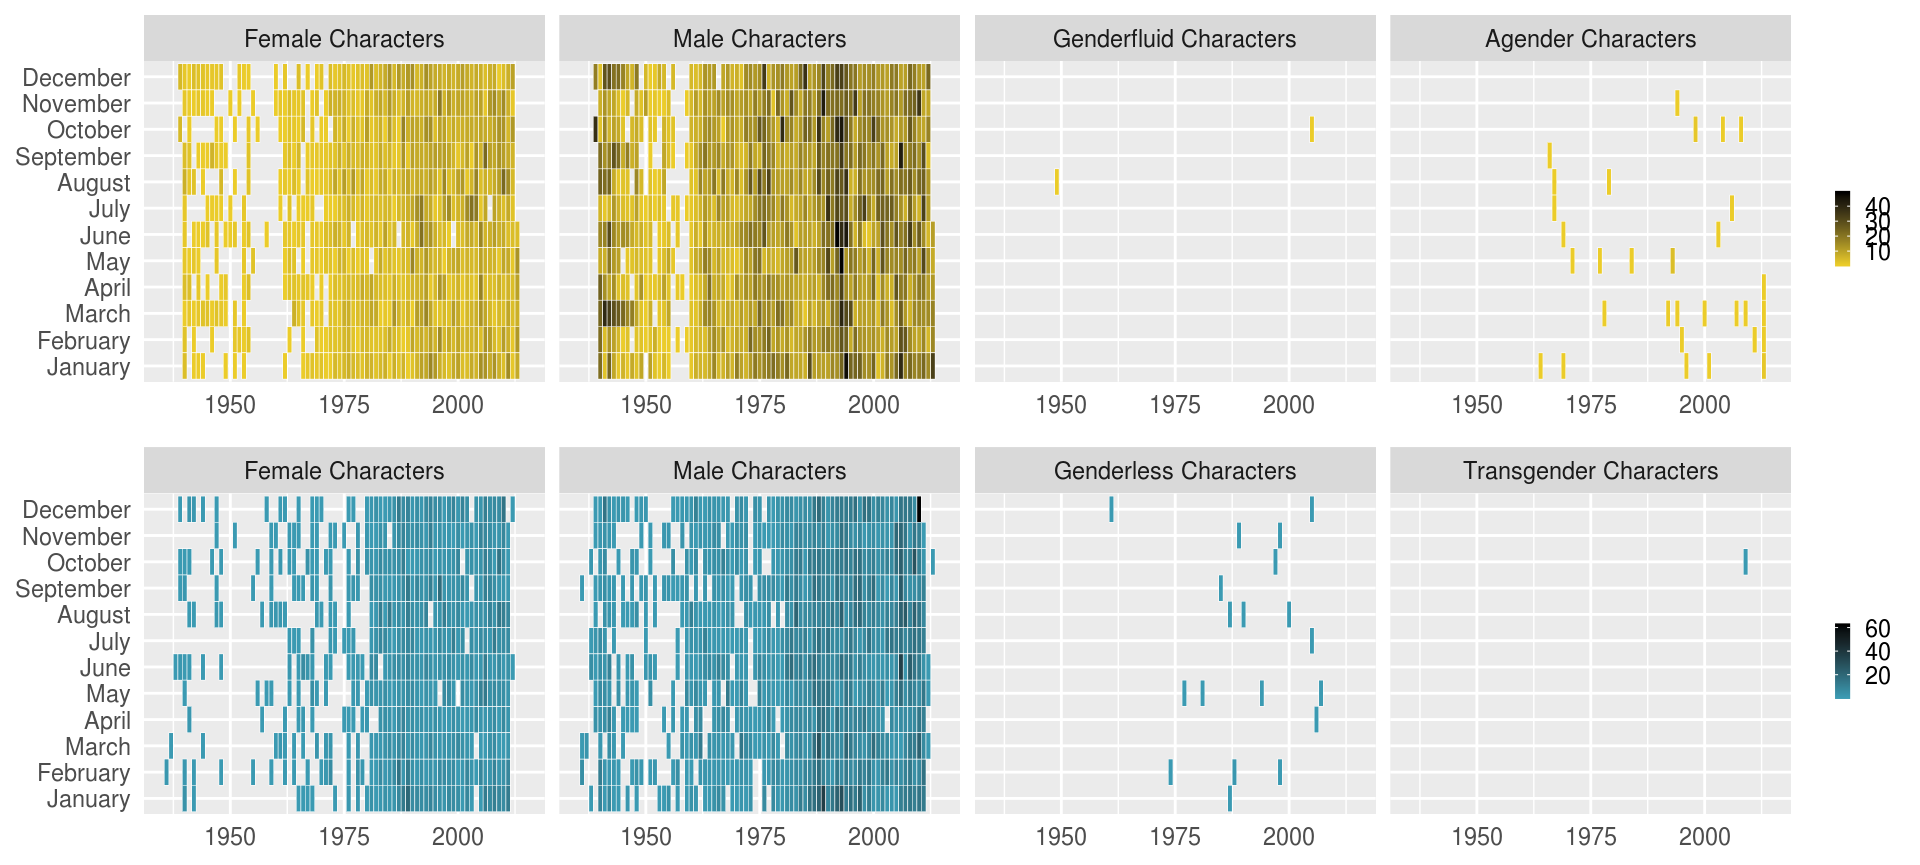 Female Characters Male Characters Genderfluid Characters Agender Characters
December
November
October
September
August
July
June
May
April
March
February
January
40
30
20
10
1950 1975 2000 1950 1975 2000 1950 1975 2000 1950 1975 2000
Female Characters Male Characters Genderless Characters Transgender Characters
December
November
October
September
August
July
June
May
April
March
February
January
60
40
20
1950 1975 2000 1950 1975 2000 1950 1975 2000 1950 1975 2000